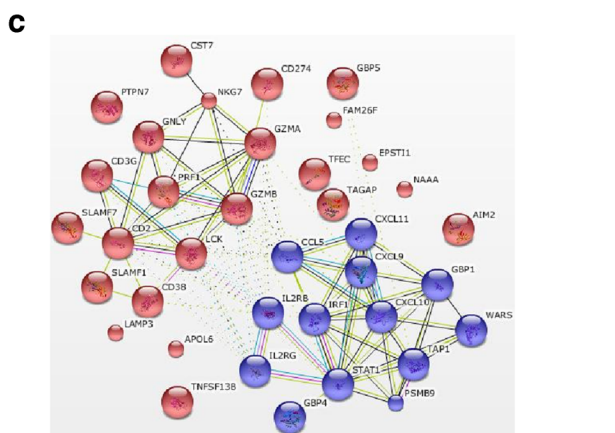 c
CST7
CD274
GBP5
PTPN7
NKG7
FAM26F
GNLY
GZMA
EPSTI1
CD3G
TFEC
PRF1
NAAA
GZMB
TAGAP
SLAMF7
CXCL11
AIM2
CD2
LCK
CCL5
CXCL9
SLAMF1
GBP1
CD38
IL2RB
IRF1
CXCL10
LAMP3
WARS
APOL6
IL2RG
TAP1
STAT1
TNFSF13B
PSMB9
GBP4